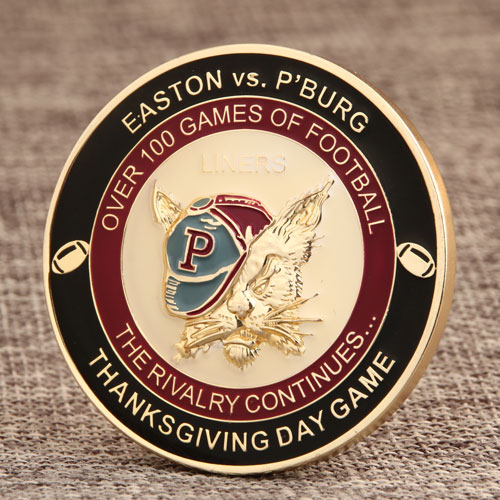 EASTON vs. P'BURG
OVER 100 GAMES OF FOOTBALL
LINERS
P
THE RIVALRY CONTINUES...
THANKSGIVING DAY GAME